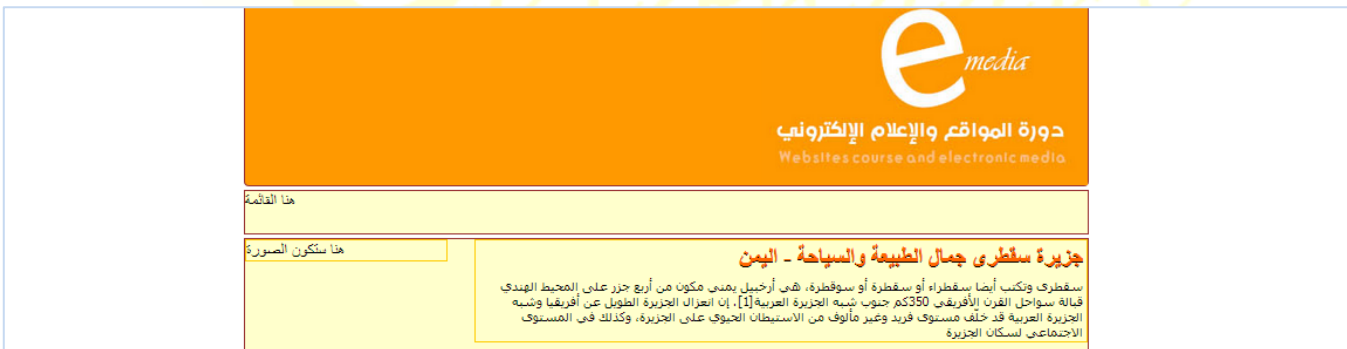 e media
دورة المواقع والإعلام الإلكتروني
Websites course and electronic media
هنا القائمة
جزيرة سقطرى جمال الطبيعة والسياحة - اليمن
هنا ستكون الصورة
سقطرى وتكتب أيضا سقطراء أو سقطرة أو سوقطرة، هي أرخبيل يمني مكون من أربع جزر على المحيط الهندي
قبالة سواحل القرن الأفريقي 350كم جنوب شبه الجزيرة العربية[1]، إن انعزال الجزيرة الطويل عن أفريقيا وشبه
الجزيرة العربية قد خلّف مستوى فريد وغير مألوف من الاستيطان الحيوي على الجزيرة، وكذلك في المستوى
الاجتماعي لسكان الجزيرة